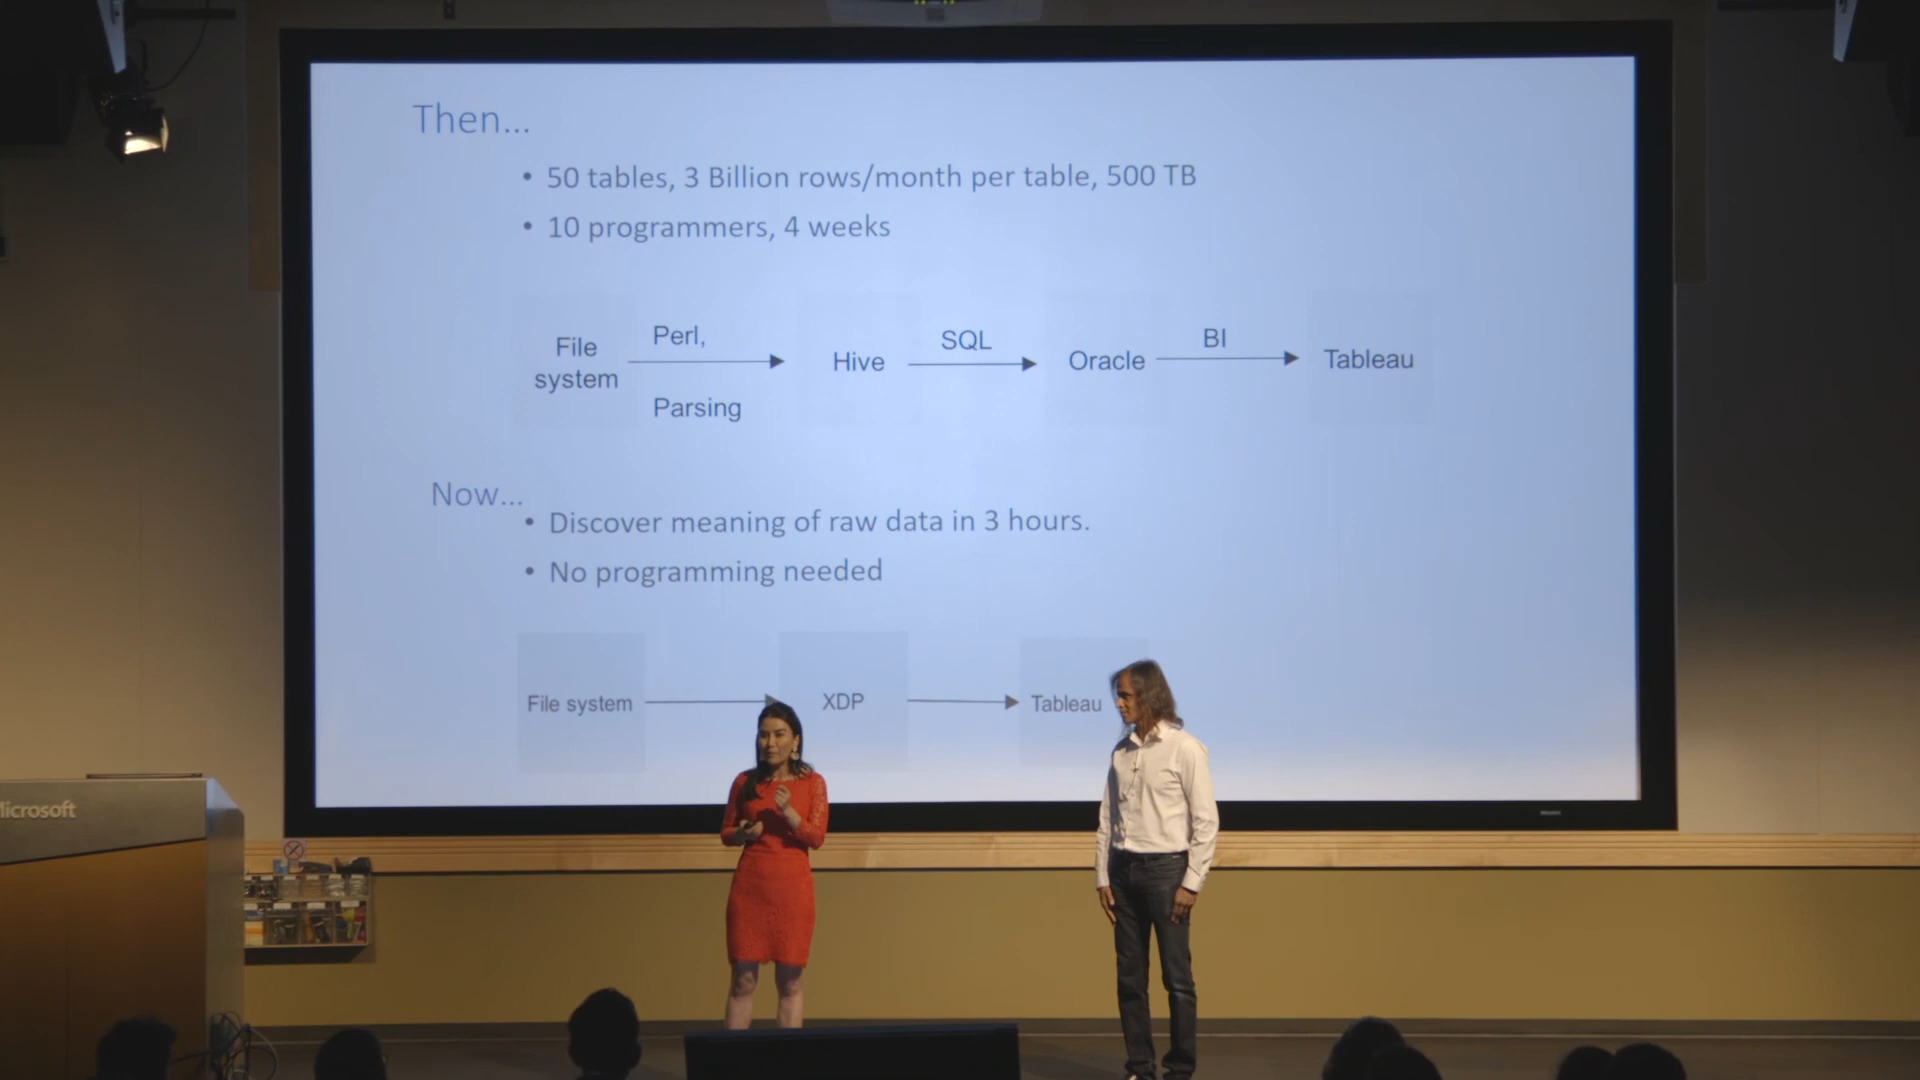 Then...
• 50 tables, 3 Billion rows/month per table, 500 TB
• 10 programmers, 4 weeks
File system
Perl,
Parsing
Hive
SQL
Oracle
BI
Tableau
Now...
• Discover meaning of raw data in 3 hours.
• No programming needed
File system
XDP
Tableau
Microsoft